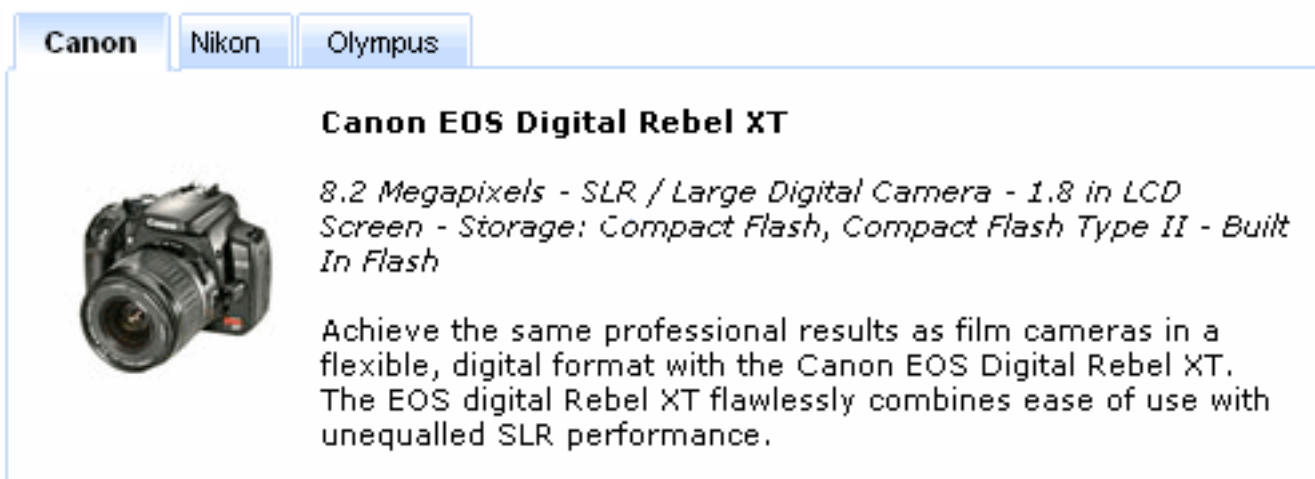 Canon Nikon Olympus
Canon EOS Digital Rebel XT
8.2 Megapixels - SLR / Large Digital Camera - 1.8 in LCD
Screen - Storage: Compact Flash, Compact Flash Type II - Built
In Flash
Achieve the same professional results as film cameras in a
flexible, digital format with the Canon EOS Digital Rebel XT.
The EOS digital Rebel XT flawlessly combines ease of use with
unequalled SLR performance.